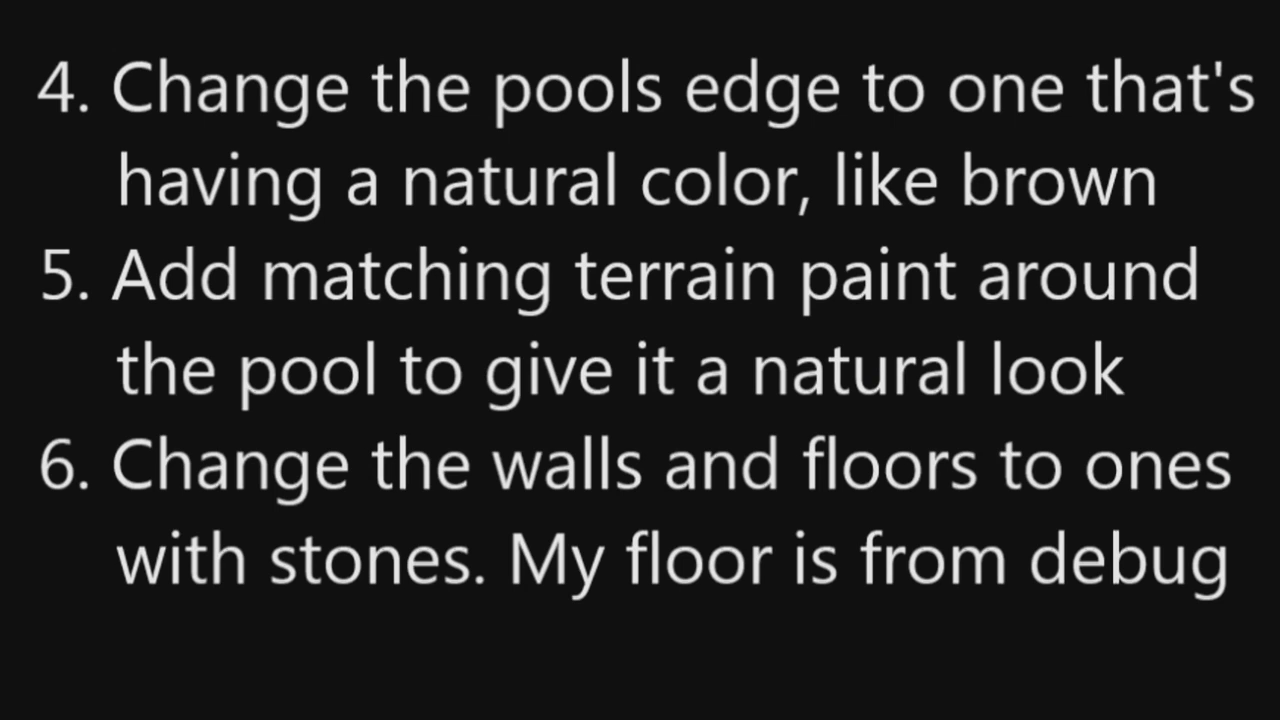 4. Change the pools edge to one that's
having a natural color, like brown
5. Add matching terrain paint around
the pool to give it a natural look
6. Change the walls and floors to ones
with stones. My floor is from debug